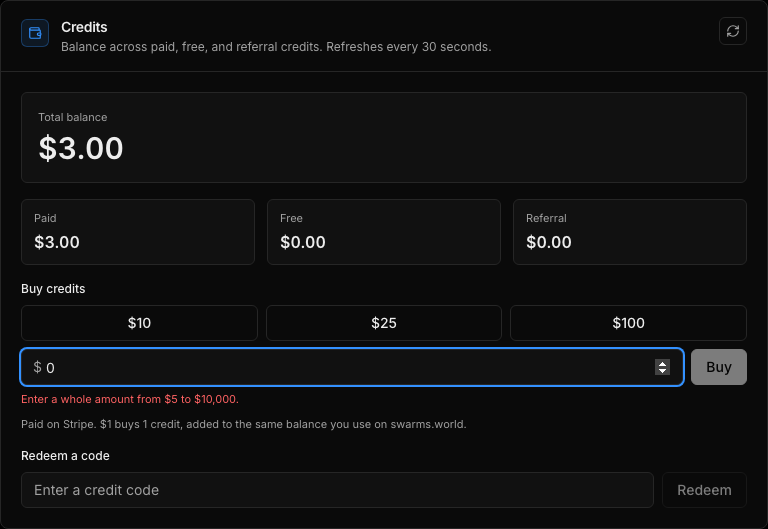 Credits
Balance across paid, free, and referral credits. Refreshes every 30 seconds.
Total balance
$3.00
Paid
$3.00
Free
$0.00
Referral
$0.00
Buy credits
$10
$25
$100
$ 0
Buy
Enter a whole amount from $5 to $10,000.
Paid on Stripe. $1 buys 1 credit, added to the same balance you use on swarms.world.
Redeem a code
Enter a credit code
Redeem